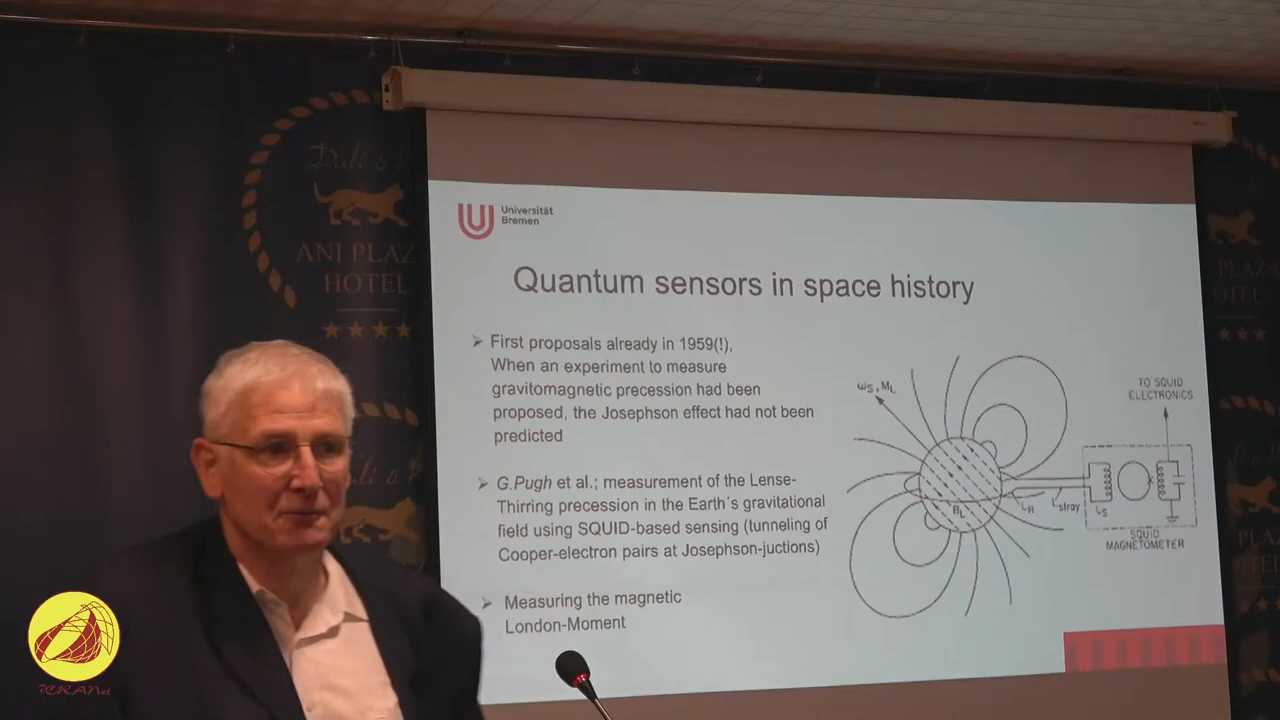 ANI PLAZ
HOTEL
Universität
Bremen
Quantum sensors in space history
➢ First proposals already in 1959(!),
When an experiment to measure
gravitomagnetic precession had been
proposed, the Josephson effect had not been
predicted
➢ G.Pugh et al.; measurement of the Lense-
Thirring precession in the Earth´s gravitational
field using SQUID-based sensing (tunneling of
Cooper-electron pairs at Josephson-juctions)
➢ Measuring the magnetic
London-Moment
ωS, ML
BL
LR
Lstray
LS
TO SQUID
ELECTRONICS
SQUID
MAGNETOMETER
ICRANet